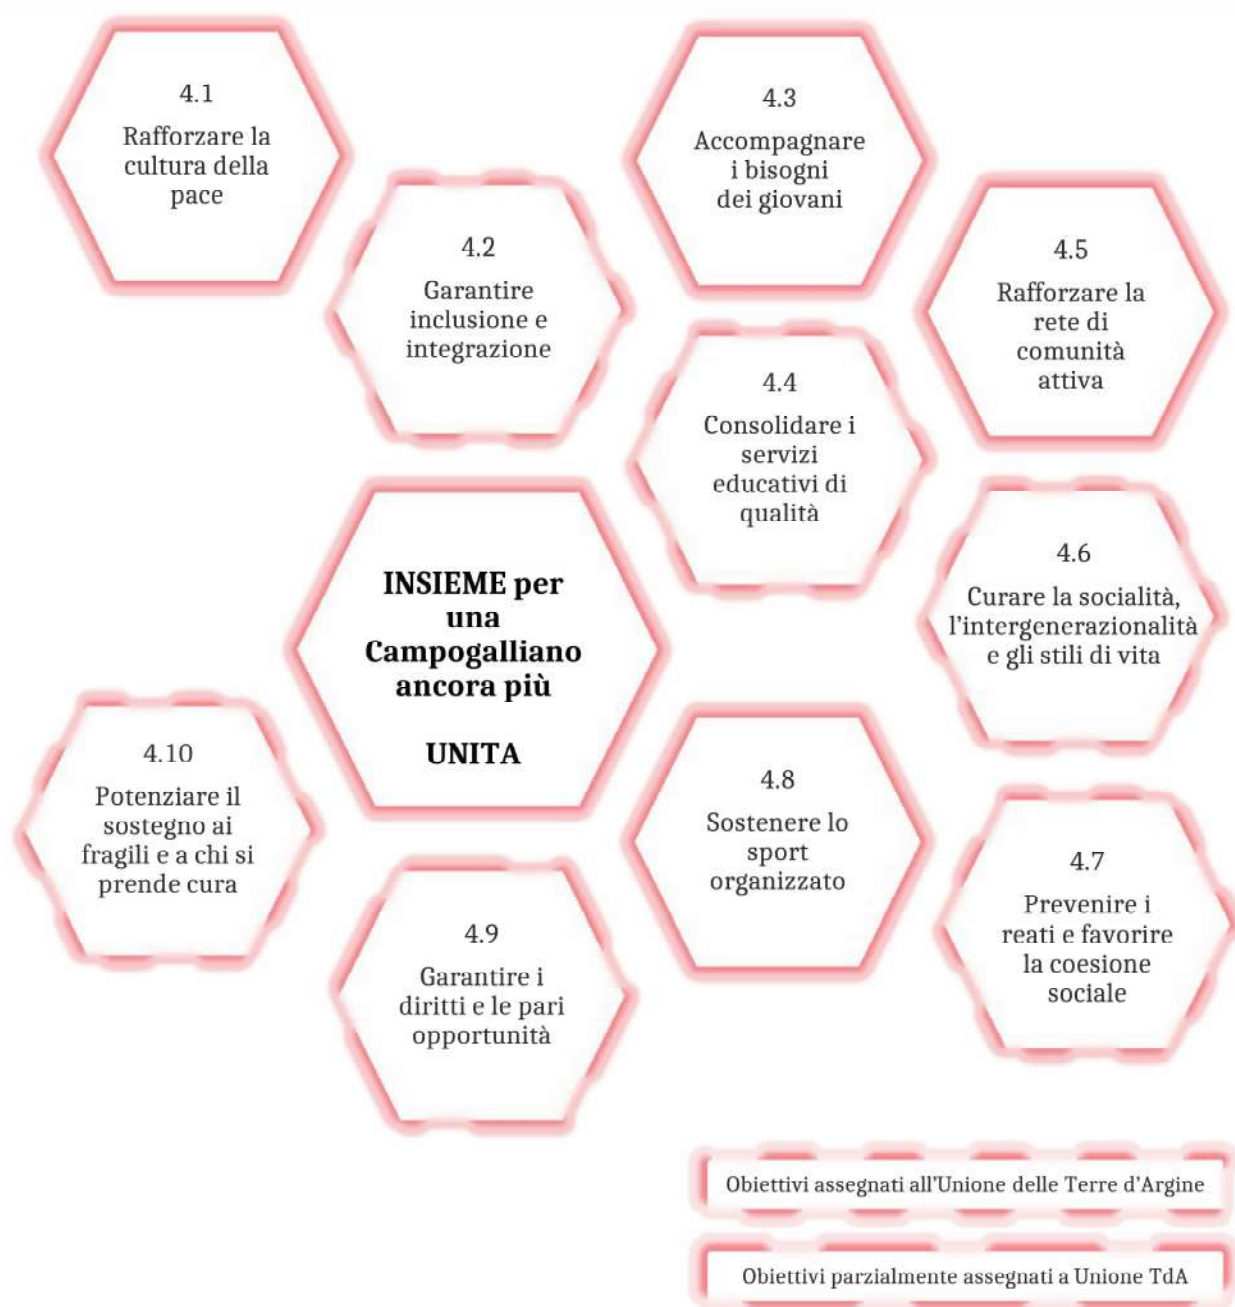 4.1
Rafforzare la
cultura della
pace
4.2
Garantire
inclusione e
integrazione
4.3
Accompagnare
i bisogni
dei giovani
4.4
Consolidare i
servizi
educativi di
qualità
4.5
Rafforzare la
rete di
comunità
attiva
INSIEME per
una
Campogalliano
ancora più
UNITA
4.6
Curare la socialità,
l'intergenerazionalità
e gli stili di vita
4.10
Potenziare il
sostegno ai
fragili e a chi si
prende cura
4.8
Sostenere lo
sport
organizzato
4.7
Prevenire i
reati e favorire
la coesione
sociale
4.9
Garantire i
diritti e le pari
opportunità
Obiettivi assegnati all'Unione delle Terre d'Argine
Obiettivi parzialmente assegnati a Unione TdA